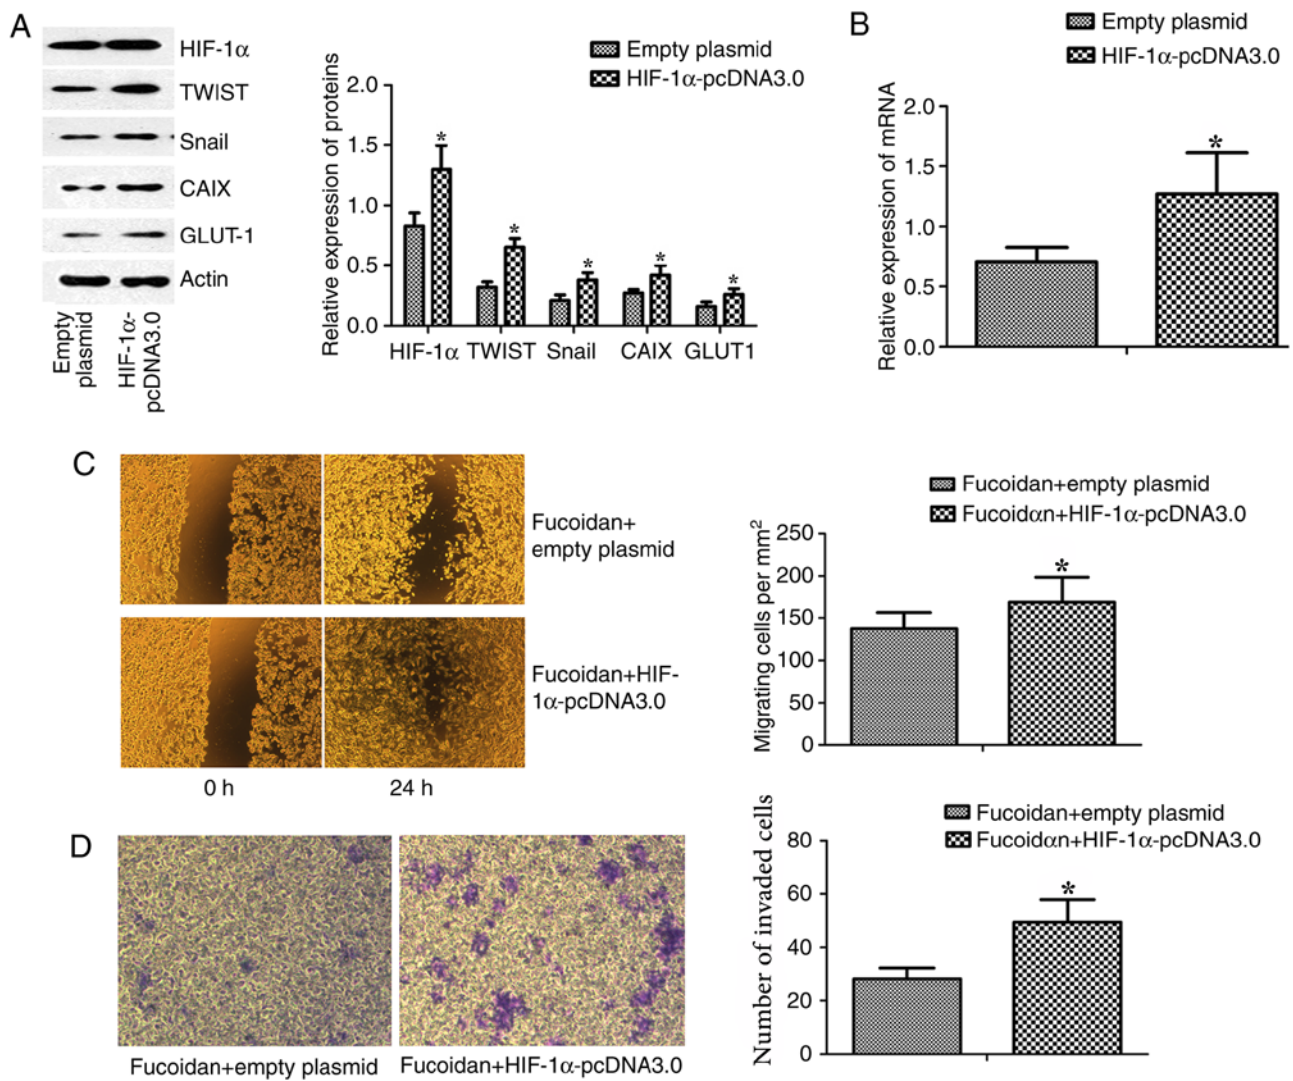 A
HIF-1α
TWIST
Snail
CAIX
GLUT-1
Actin
Empty
plasmid
HIF-1α-
pcDNA3.0
Empty plasmid
HIF-1α-pcDNA3.0
Relative expression of proteins
2.0
1.5
1.0
0.5
0.0
*
*
*
*
*
HIF-1α TWIST Snail CAIX GLUT1
B
Empty plasmid
HIF-1α-pcDNA3.0
Relative expression of mRNA
2.0
1.5
1.0
0.5
0.0
*
C
Fucoidan+
empty plasmid
Fucoidan+HIF-
1α-pcDNA3.0
0 h
24 h
Fucoidan+empty plasmid
Fucoidαn+HIF-1α-pcDNA3.0
Migrating cells per mm²
250
200
150
100
50
0
*
D
Fucoidan+empty plasmid
Fucoidan+HIF-1α-pcDNA3.0
Fucoidan+empty plasmid
Fucoidαn+HIF-1α-pcDNA3.0
Number of invaded cells
80
60
40
20
0
*